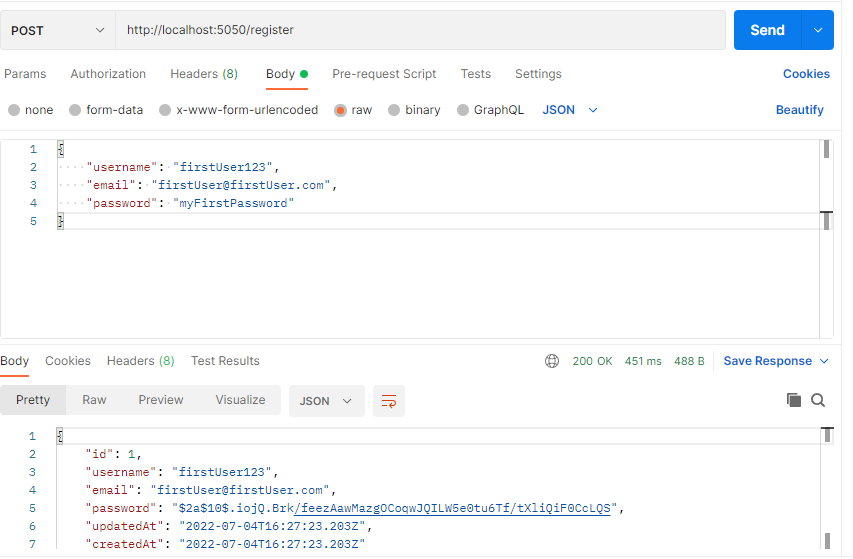 POST http://localhost:5050/register Send
Params Authorization Headers (8) Body Pre-request Script Tests Settings Cookies
none form-data x-www-form-urlencoded raw binary GraphQL JSON Beautify
1 {
2 ····"username":·"firstUser123",
3 ····"email":·"firstUser@firstUser.com",
4 ····"password":·"myFirstPassword"
5 }
Body Cookies Headers (8) Test Results 200 OK 451 ms 488 B Save Response
Pretty Raw Preview Visualize JSON
1 {
2 "id": 1,
3 "username": "firstUser123",
4 "email": "firstUser@firstUser.com",
5 "password": "$2a$10$.iojQ.Brk/feezAawMazgOCoqwJQILW5e0tu6Tf/tXliQiF0CcLQS",
6 "updatedAt": "2022-07-04T16:27:23.203Z",
7 "createdAt": "2022-07-04T16:27:23.203Z"